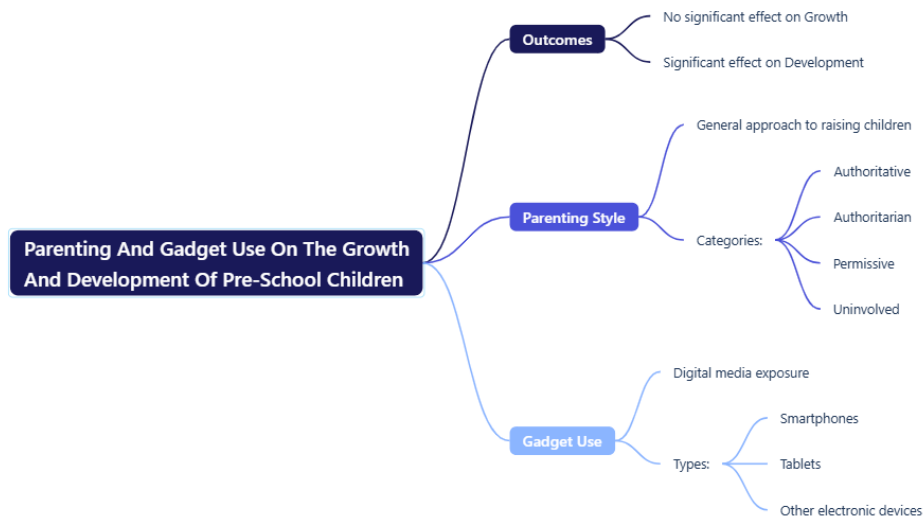 No significant effect on Growth
Outcomes
Significant effect on Development
General approach to raising children
Authoritative
Parenting Style
Authoritarian
Categories:
Parenting And Gadget Use On The Growth
And Development Of Pre-School Children
Permissive
Uninvolved
Digital media exposure
Smartphones
Gadget Use
Types:
Tablets
Other electronic devices